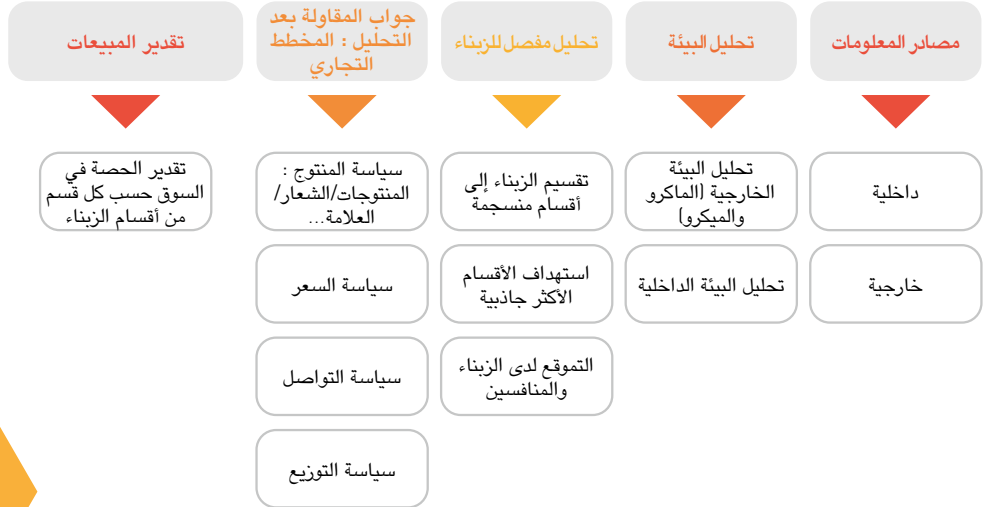 مصادر المعلومات
داخلية
خارجية
تحليل البيئة
تحليل البيئة
الخارجية (الماكرو
والميكرو)
تحليل البيئة الداخلية
تحليل مفصل للزبناء
تقسيم الزبناء إلى
أقسام منسجمة
استهداف الأقسام
الأكثر جاذبية
التموقع لدى الزبناء
والمنافسين
جواب المقاولة بعد
التحليل : المخطط
التجاري
سياسة المنتوج :
المنتوجات/الشعار/
العلامة...
سياسة السعر
سياسة التواصل
سياسة التوزيع
تقدير المبيعات
تقدير الحصة في
السوق حسب كل قسم
من أقسام الزبناء